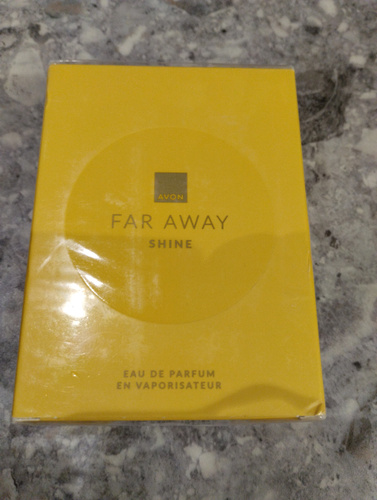 AVON
FAR AWAY
SHINE
EAU DE PARFUM
EN VAPORISATEUR